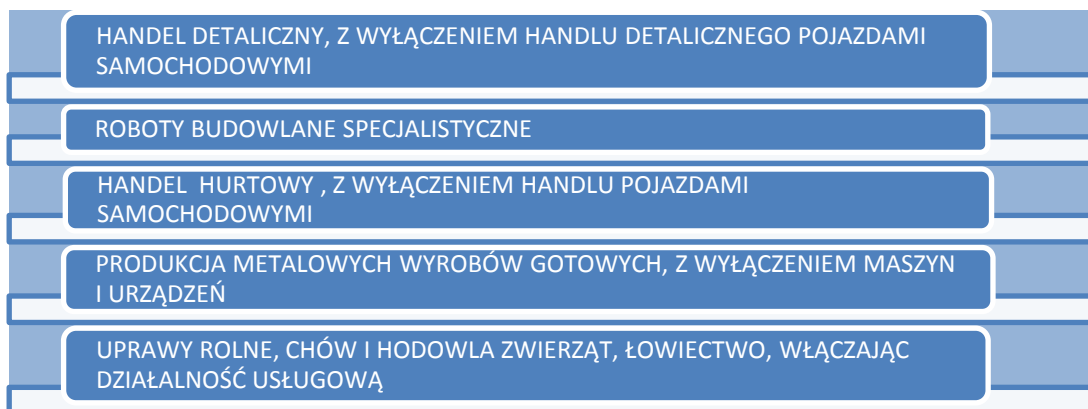 HANDEL DETALICZNY, Z WYŁĄCZENIEM HANDLU DETALICZNEGO POJAZDAMI
SAMOCHODOWYMI
ROBOTY BUDOWLANE SPECJALISTYCZNE
HANDEL HURTOWY , Z WYŁĄCZENIEM HANDLU POJAZDAMI
SAMOCHODOWYMI
PRODUKCJA METALOWYCH WYROBÓW GOTOWYCH, Z WYŁĄCZENIEM MASZYN
I URZĄDZEŃ
UPRAWY ROLNE, CHÓW I HODOWLA ZWIERZĄT, ŁOWIECTWO, WŁĄCZAJĄC
DZIAŁALNOŚĆ USŁUGOWĄ